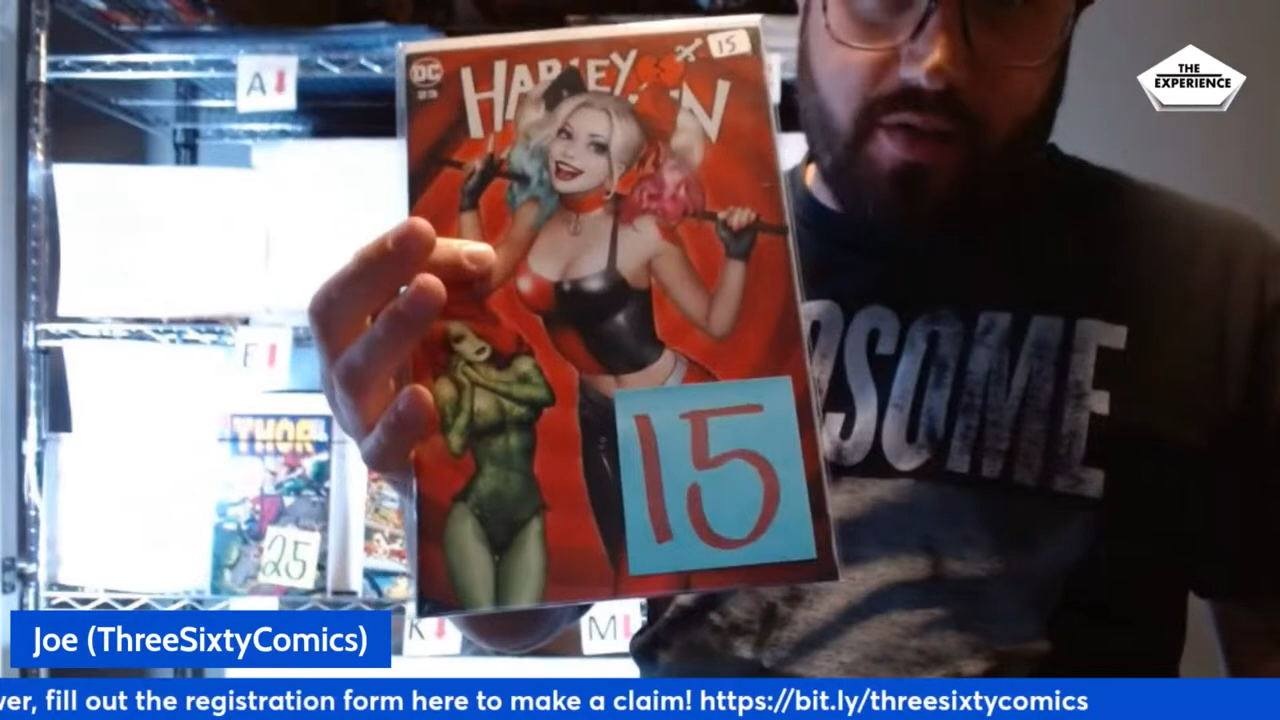 THE
EXPERIENCE
A
DC
23
HARLEY
QUINN
15
15
F
THOR
25
SOME
K
M
Joe (ThreeSixtyComics)
ver, fill out the registration form here to make a claim! https://bit.ly/threesixtycomics